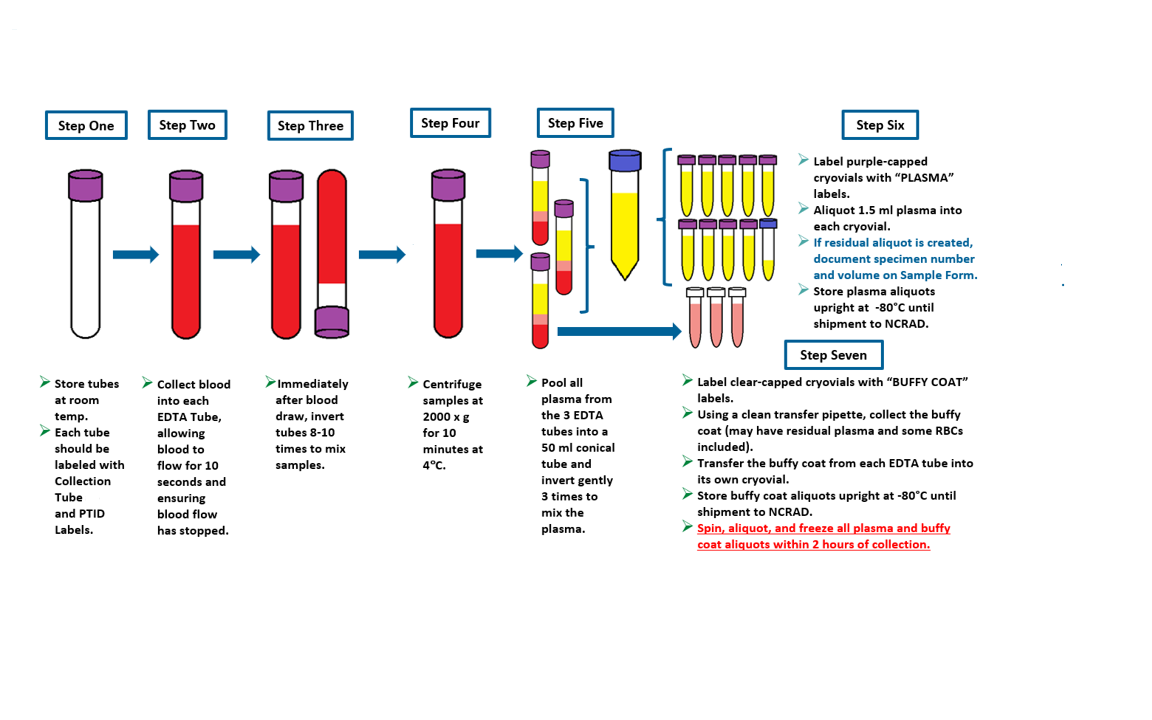 Step One
Step Two
Step Three
Step Four
Step Five
Step Six
Label purple-capped
cryovials with “PLASMA”
labels.
Aliquot 1.5 ml plasma into
each cryovial.
If residual aliquot is created,
document specimen number
and volume on Sample Form.
Store plasma aliquots
upright at -80°C until
shipment to NCRAD.
Store tubes
at room
temp.
Each tube
should be
labeled with
Collection
Tube
and PTID
Labels.
Collect blood
into each
EDTA Tube,
allowing
blood to
flow for 10
seconds and
ensuring
blood flow
has stopped.
Immediately
after blood
draw, invert
tubes 8-10
times to mix
samples.
Centrifuge
samples at
2000 x g
for 10
minutes at
4°C.
Pool all
plasma from
the 3 EDTA
tubes into a
50 ml conical
tube and
invert gently
3 times to
mix the
plasma.
Step Seven
Label clear-capped cryovials with “BUFFY COAT”
labels.
Using a clean transfer pipette, collect the buffy
coat (may have residual plasma and some RBCs
included).
Transfer the buffy coat from each EDTA tube into
its own cryovial.
Store buffy coat aliquots upright at -80°C until
shipment to NCRAD.
Spin, aliquot, and freeze all plasma and buffy
coat aliquots within 2 hours of collection.